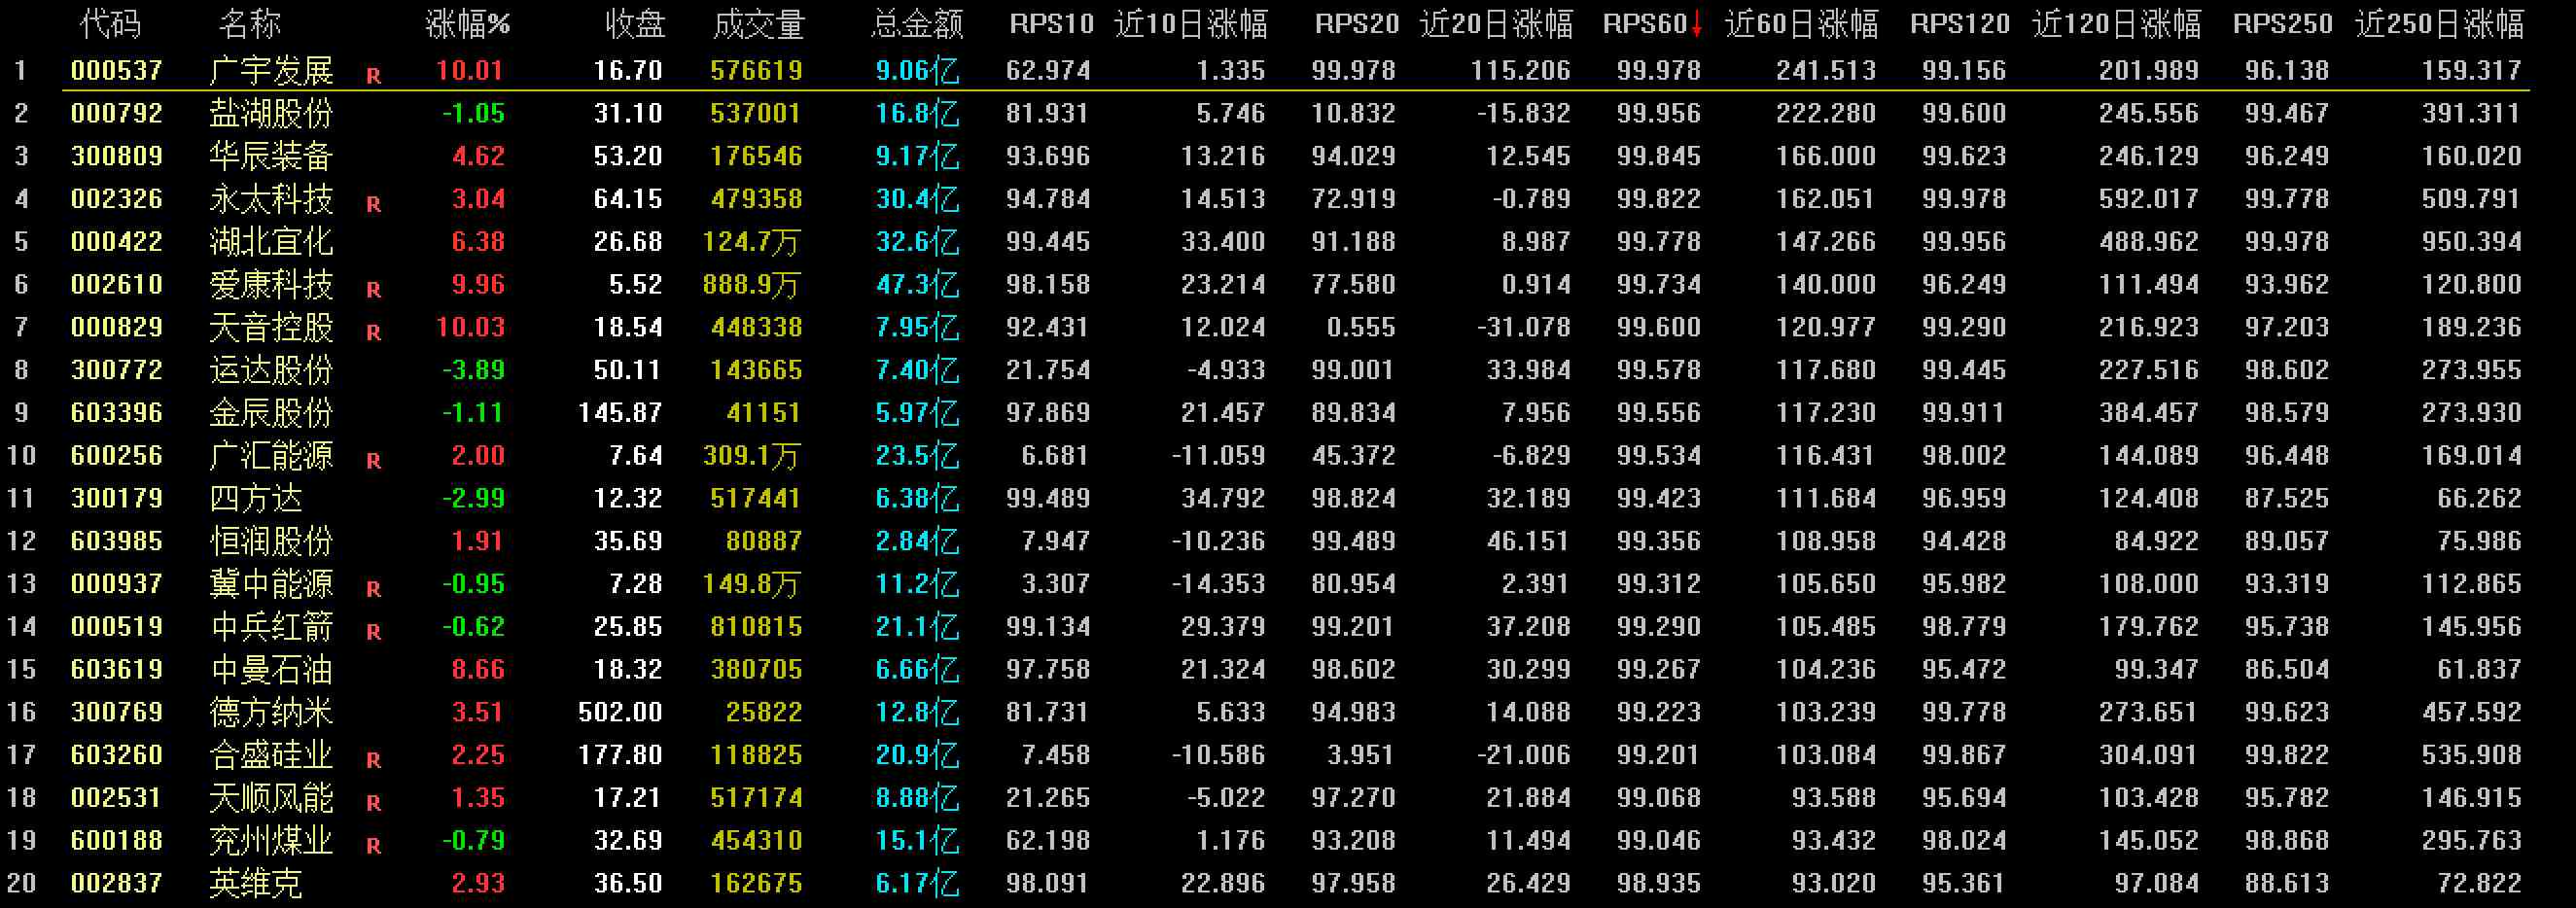 代码 名称 涨幅% 收盘 成交量 总金额 RPS10 近10日涨幅 RPS20 近20日涨幅 RPS60↓ 近60日涨幅 RPS120 近120日涨幅 RPS250 近250日涨幅
1 000537 广宇发展 R 10.01 16.70 576619 9.06亿 62.974 1.335 99.978 115.206 99.978 241.513 99.156 201.989 96.138 159.317
2 000792 盐湖股份 -1.05 31.10 537001 16.8亿 81.931 5.746 10.832 -15.832 99.956 222.280 99.600 245.556 99.467 391.311
3 300809 华辰装备 4.62 53.20 176546 9.17亿 93.696 13.216 94.029 12.545 99.845 166.000 99.623 246.129 96.249 160.020
4 002326 永太科技 R 3.04 64.15 479358 30.4亿 94.784 14.513 72.919 -0.789 99.822 162.051 99.978 592.017 99.778 509.791
5 000422 湖北宜化 6.38 26.68 124.7万 32.6亿 99.445 33.400 91.188 8.987 99.778 147.266 99.956 488.962 99.978 950.394
6 002610 爱康科技 R 9.96 5.52 888.9万 47.3亿 98.158 23.214 77.580 0.914 99.734 140.000 96.249 111.494 93.962 120.800
7 000829 天音控股 R 10.03 18.54 448338 7.95亿 92.431 12.024 0.555 -31.078 99.600 120.977 99.290 216.923 97.203 189.236
8 300772 运达股份 -3.89 50.11 143665 7.40亿 21.754 -4.933 99.001 33.984 99.578 117.680 99.445 227.516 98.602 273.955
9 603396 金辰股份 -1.11 145.87 41151 5.97亿 97.869 21.457 89.834 7.956 99.556 117.230 99.911 384.457 98.579 273.930
10 600256 广汇能源 R 2.00 7.64 309.1万 23.5亿 6.681 -11.059 45.372 -6.829 99.534 116.431 98.002 144.089 96.448 169.014
11 300179 四方达 -2.99 12.32 517441 6.38亿 99.489 34.792 98.824 32.189 99.423 111.684 96.959 124.408 87.525 66.262
12 603985 恒润股份 1.91 35.69 80887 2.84亿 7.947 -10.236 99.489 46.151 99.356 108.958 94.428 84.922 89.057 75.986
13 000937 冀中能源 R -0.95 7.28 149.8万 11.2亿 3.307 -14.353 80.954 2.391 99.312 105.650 95.982 108.000 93.319 112.865
14 000519 中兵红箭 R -0.62 25.85 810815 21.1亿 99.134 29.379 99.201 37.208 99.290 105.485 98.779 179.762 95.738 145.956
15 603619 中曼石油 8.66 18.32 380705 6.66亿 97.758 21.324 98.602 30.299 99.267 104.236 95.472 99.347 86.504 61.837
16 300769 德方纳米 3.51 502.00 25822 12.8亿 81.731 5.633 94.983 14.088 99.223 103.239 99.778 273.651 99.623 457.592
17 603260 合盛硅业 R 2.25 177.80 118825 20.9亿 7.458 -10.586 3.951 -21.006 99.201 103.084 99.867 304.091 99.822 535.908
18 002531 天顺风能 R 1.35 17.21 517174 8.88亿 21.265 -5.022 97.270 21.884 99.068 93.588 95.694 103.428 95.782 146.915
19 600188 兖州煤业 R -0.79 32.69 454310 15.1亿 62.198 1.176 93.208 11.494 99.046 93.432 98.024 145.052 98.868 295.763
20 002837 英维克 2.93 36.50 162675 6.17亿 98.091 22.896 97.958 26.429 98.935 93.020 95.361 97.084 88.613 72.822